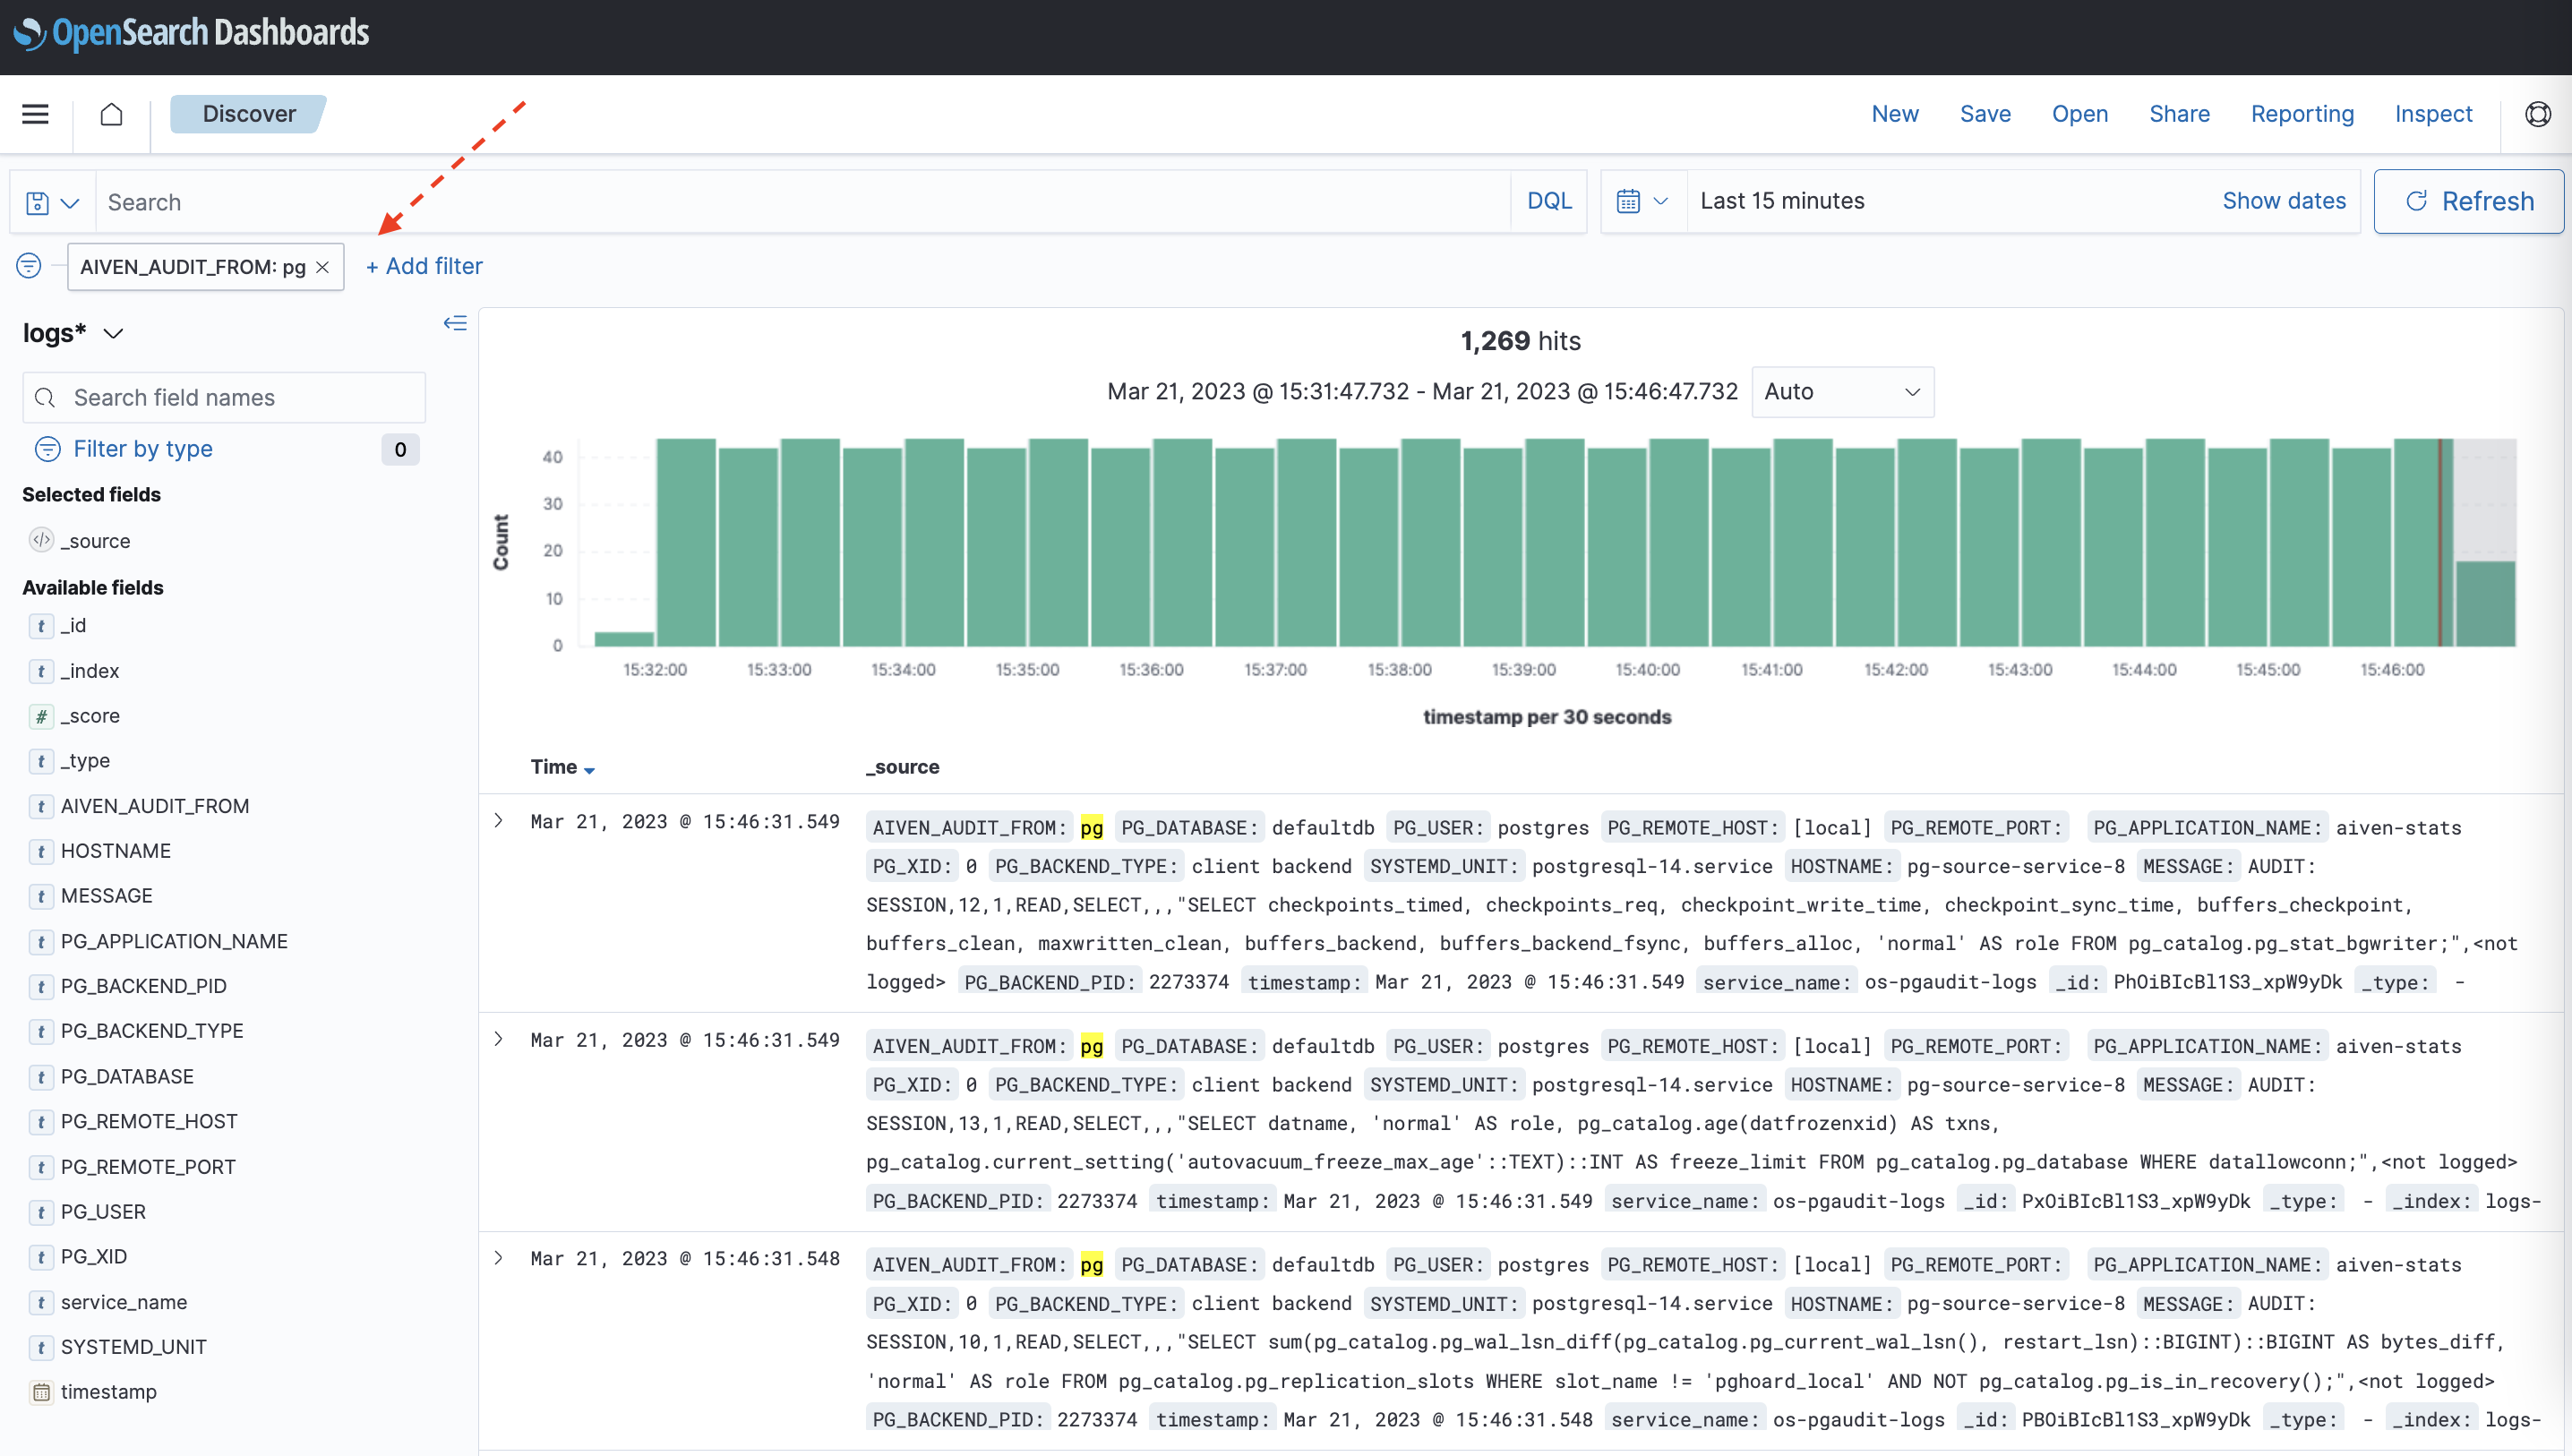 OpenSearch Dashboards
Discover
New Save Open Share Reporting Inspect
Search
DQL
Last 15 minutes
Show dates
Refresh
AIVEN_AUDIT_FROM: pg
+ Add filter
logs*
Search field names
Filter by type 0
Selected fields
_source
Available fields
t _id
t _index
# _score
t _type
t AIVEN_AUDIT_FROM
t HOSTNAME
t MESSAGE
t PG_APPLICATION_NAME
t PG_BACKEND_PID
t PG_BACKEND_TYPE
t PG_DATABASE
t PG_REMOTE_HOST
t PG_REMOTE_PORT
t PG_USER
t PG_XID
t service_name
t SYSTEMD_UNIT
timestamp
1,269 hits
Mar 21, 2023 @ 15:31:47.732 - Mar 21, 2023 @ 15:46:47.732 Auto
Count
40
30
20
10
0
15:32:00 15:33:00 15:34:00 15:35:00 15:36:00 15:37:00 15:38:00 15:39:00 15:40:00 15:41:00 15:42:00 15:43:00 15:44:00 15:45:00 15:46:00
timestamp per 30 seconds
Time _source
Mar 21, 2023 @ 15:46:31.549
AIVEN_AUDIT_FROM: pg PG_DATABASE: defaultdb PG_USER: postgres PG_REMOTE_HOST: [local] PG_REMOTE_PORT: PG_APPLICATION_NAME: aiven-stats
PG_XID: 0 PG_BACKEND_TYPE: client backend SYSTEMD_UNIT: postgresql-14.service HOSTNAME: pg-source-service-8 MESSAGE: AUDIT:
SESSION,12,1,READ,SELECT,,,"SELECT checkpoints_timed, checkpoints_req, checkpoint_write_time, checkpoint_sync_time, buffers_checkpoint,
buffers_clean, maxwritten_clean, buffers_backend, buffers_backend_fsync, buffers_alloc, 'normal' AS role FROM pg_catalog.pg_stat_bgwriter;",<not
logged> PG_BACKEND_PID: 2273374 timestamp: Mar 21, 2023 @ 15:46:31.549 service_name: os-pgaudit-logs _id: PhOiBIcBl1S3_xpW9yDk _type: -
Mar 21, 2023 @ 15:46:31.549
AIVEN_AUDIT_FROM: pg PG_DATABASE: defaultdb PG_USER: postgres PG_REMOTE_HOST: [local] PG_REMOTE_PORT: PG_APPLICATION_NAME: aiven-stats
PG_XID: 0 PG_BACKEND_TYPE: client backend SYSTEMD_UNIT: postgresql-14.service HOSTNAME: pg-source-service-8 MESSAGE: AUDIT:
SESSION,13,1,READ,SELECT,,,"SELECT datname, 'normal' AS role, pg_catalog.age(datfrozenxid) AS txns,
pg_catalog.current_setting('autovacuum_freeze_max_age'::TEXT)::INT AS freeze_limit FROM pg_catalog.pg_database WHERE datallowconn;",<not logged>
PG_BACKEND_PID: 2273374 timestamp: Mar 21, 2023 @ 15:46:31.549 service_name: os-pgaudit-logs _id: PxOiBIcBl1S3_xpW9yDk _type: - _index: logs-
Mar 21, 2023 @ 15:46:31.548
AIVEN_AUDIT_FROM: pg PG_DATABASE: defaultdb PG_USER: postgres PG_REMOTE_HOST: [local] PG_REMOTE_PORT: PG_APPLICATION_NAME: aiven-stats
PG_XID: 0 PG_BACKEND_TYPE: client backend SYSTEMD_UNIT: postgresql-14.service HOSTNAME: pg-source-service-8 MESSAGE: AUDIT:
SESSION,10,1,READ,SELECT,,,"SELECT sum(pg_catalog.pg_wal_lsn_diff(pg_catalog.pg_current_wal_lsn(), restart_lsn)::BIGINT)::BIGINT AS bytes_diff,
'normal' AS role FROM pg_catalog.pg_replication_slots WHERE slot_name != 'pghoard_local' AND NOT pg_catalog.pg_is_in_recovery();",<not logged>
PG_BACKEND_PID: 2273374 timestamp: Mar 21, 2023 @ 15:46:31.548 service_name: os-pgaudit-logs _id: PBOiBIcBl1S3_xpW9yDk _type: - _index: logs-